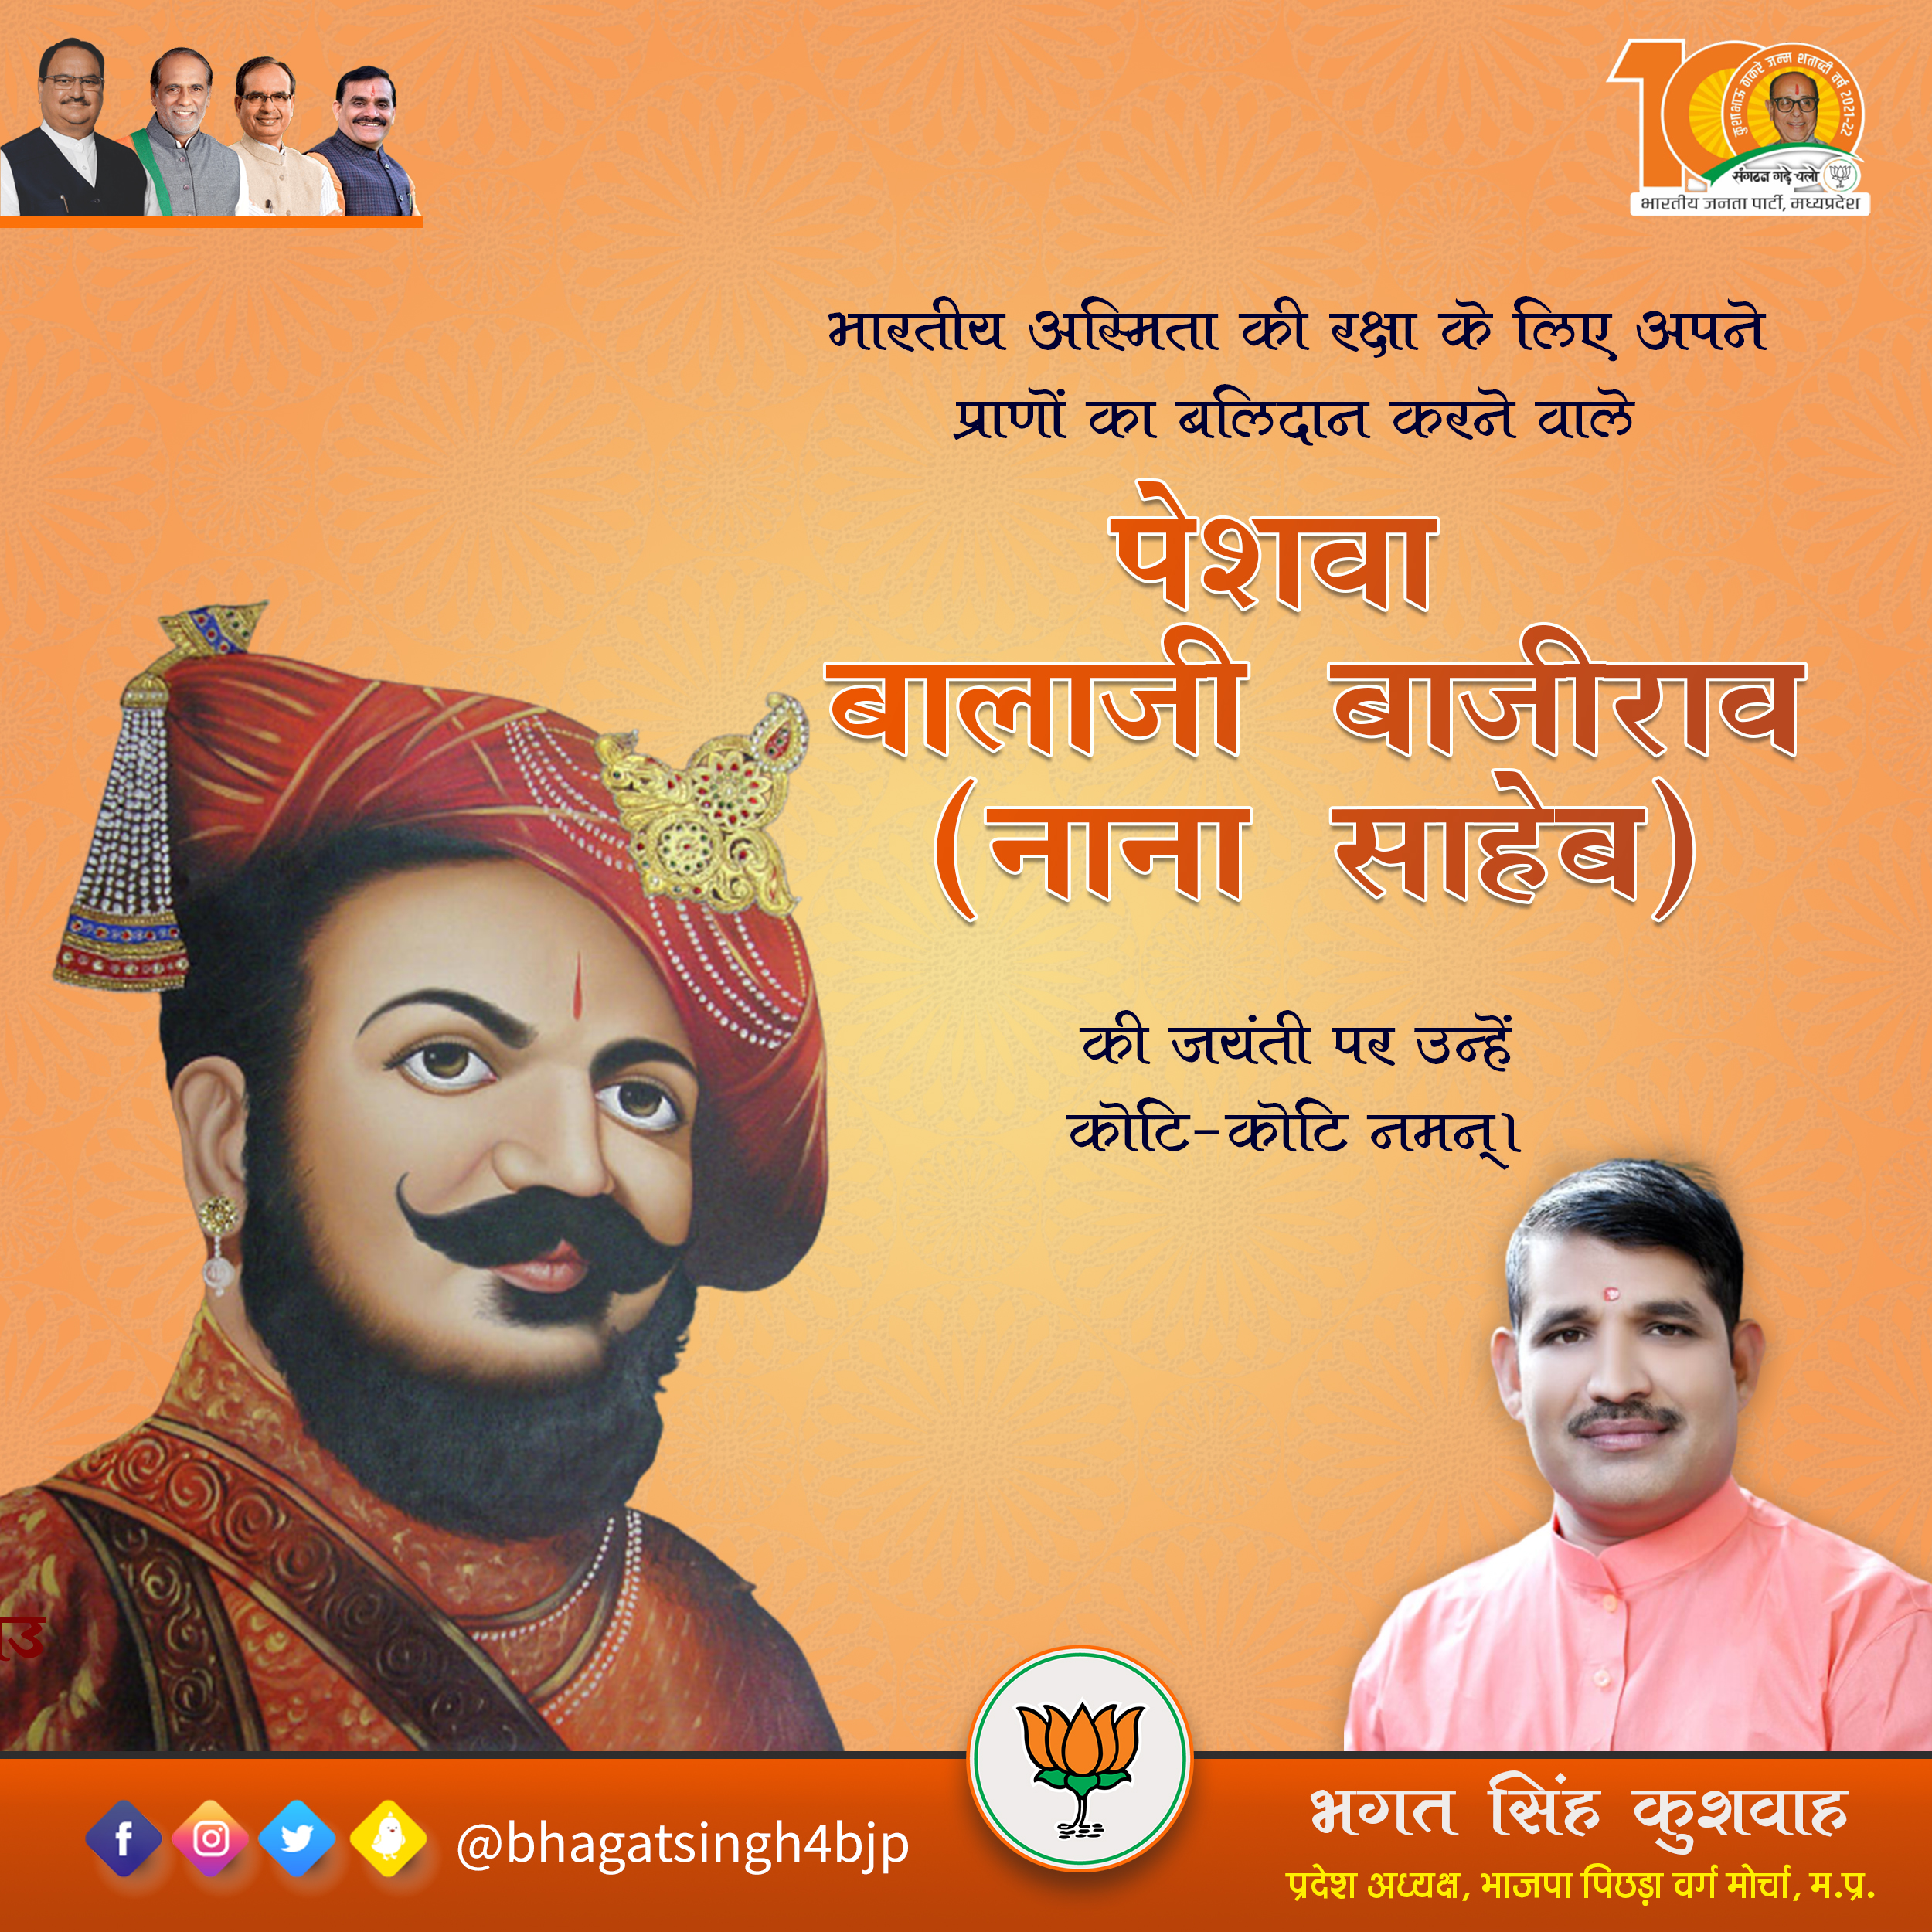 कुशाभाऊ ठाकरे जन्म शताब्दी वर्ष 2021-22
संगठन गढ़े चलो
भारतीय जनता पार्टी, मध्यप्रदेश
भारतीय अस्मिता की रक्षा के लिए अपने
प्राणों का बलिदान करने वाले
पेशवा
बालाजी बाजीराव
(नाना साहेब)
की जयंती पर उन्हें
कोटि-कोटि नमन्।
@bhagatsingh4bjp
भगत सिंह कुशवाह
प्रदेश अध्यक्ष, भाजपा पिछड़ा वर्ग मोर्चा, म.प्र.